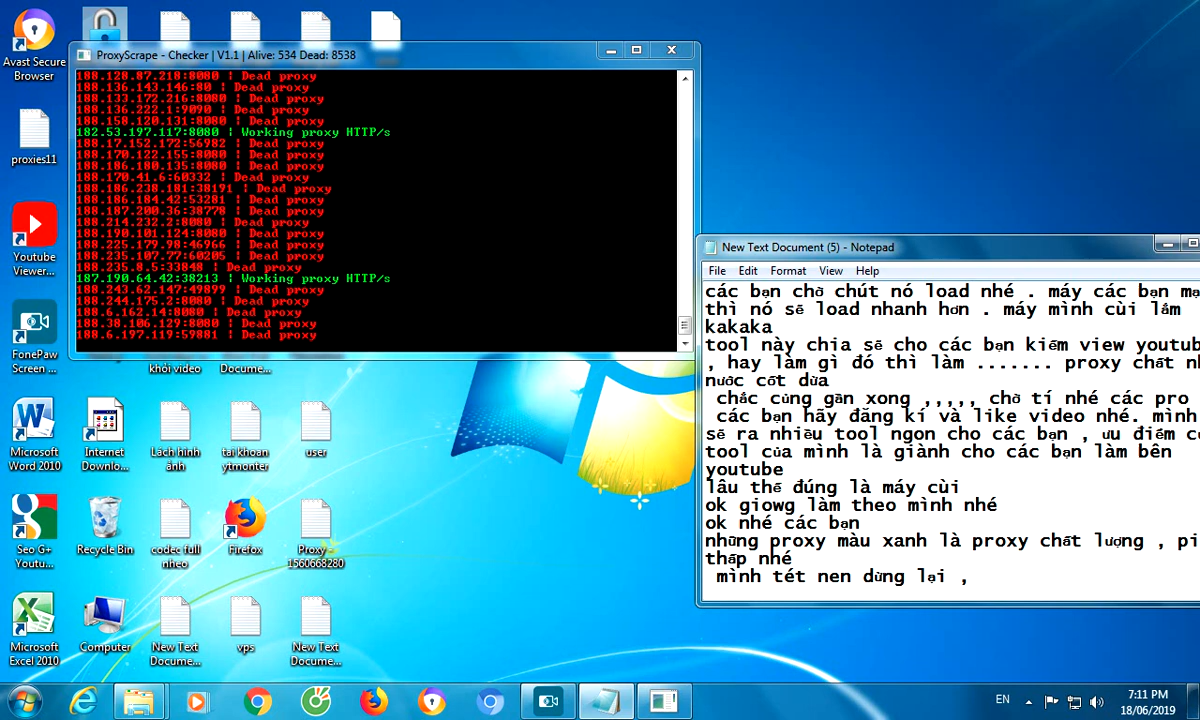 Avast Secure
Browser
proxies11
Youtube
Viewer...
FonePaw
Screen ...
khỏi video
Docume...
Microsoft
Word 2010
Internet
Downlo...
Lách hình
ảnh
tai khoan
ytmonter
user
Seo G+
Youtu...
Recycle Bin
codec full
nheo
Firefox
Proxy -
1560668280
Microsoft
Excel 2010
Computer
New Text
Docume...
vps
New Text
Docume...
ProxyScrape - Checker | V1.1 | Alive: 534 Dead: 8538
188.128.87.218:8080 | Dead proxy
188.136.143.146:80 | Dead proxy
188.133.172.216:8080 | Dead proxy
188.136.222.1:9090 | Dead proxy
188.158.120.131:8080 | Dead proxy
182.53.197.117:8080 | Working proxy HTTP/s
188.17.152.172:56982 | Dead proxy
188.170.122.155:8080 | Dead proxy
188.186.180.135:8080 | Dead proxy
188.170.41.6:60332 | Dead proxy
188.186.238.181:38191 | Dead proxy
188.186.184.42:53281 | Dead proxy
188.187.200.36:38778 | Dead proxy
188.214.232.2:8080 | Dead proxy
188.190.101.124:8080 | Dead proxy
188.225.179.98:46966 | Dead proxy
188.235.107.77:60205 | Dead proxy
188.235.8.5:33848 | Dead proxy
187.190.64.42:38213 | Working proxy HTTP/s
188.243.62.147:49899 | Dead proxy
188.244.175.2:8080 | Dead proxy
188.6.162.14:8080 | Dead proxy
188.38.106.129:8080 | Dead proxy
188.6.197.119:59881 | Dead proxy
New Text Document (5) - Notepad
File Edit Format View Help
các bạn chờ chút nó load nhé . máy các bạn mạ
thì nó sẽ load nhanh hơn . máy mình cùi lắm
kakaka
tool này chia sẽ cho các bạn kiếm view youtub
, hay làm gì đó thì làm ....... proxy chất nh
nước cốt dừa
chắc củng gần xong ,,,,, chờ tí nhé các pro
các bạn hãy đăng kí và like video nhé. mình
sẽ ra nhiều tool ngon cho các bạn , ưu điểm củ
tool của mình là giành cho các bạn làm bên
youtube
lâu thế đúng là máy cùi
ok giowg làm theo mình nhé
ok nhé các bạn
những proxy màu xanh là proxy chất lượng , pi
thấp nhé
mình tét nen dừng lại ,
EN
7:11 PM
18/06/2019